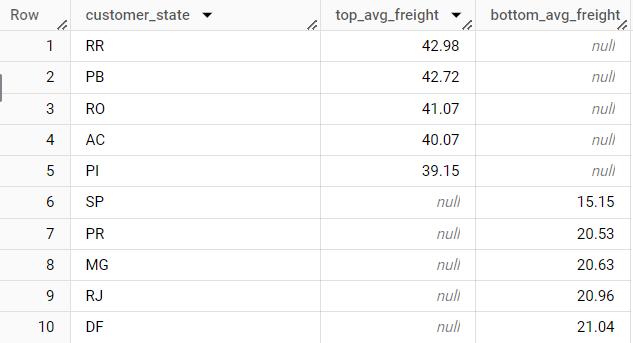 Row customer_state top_avg_freight bottom_avg_freight
1 RR 42.98 null
2 PB 42.72 null
3 RO 41.07 null
4 AC 40.07 null
5 PI 39.15 null
6 SP null 15.15
7 PR null 20.53
8 MG null 20.63
9 RJ null 20.96
10 DF null 21.04